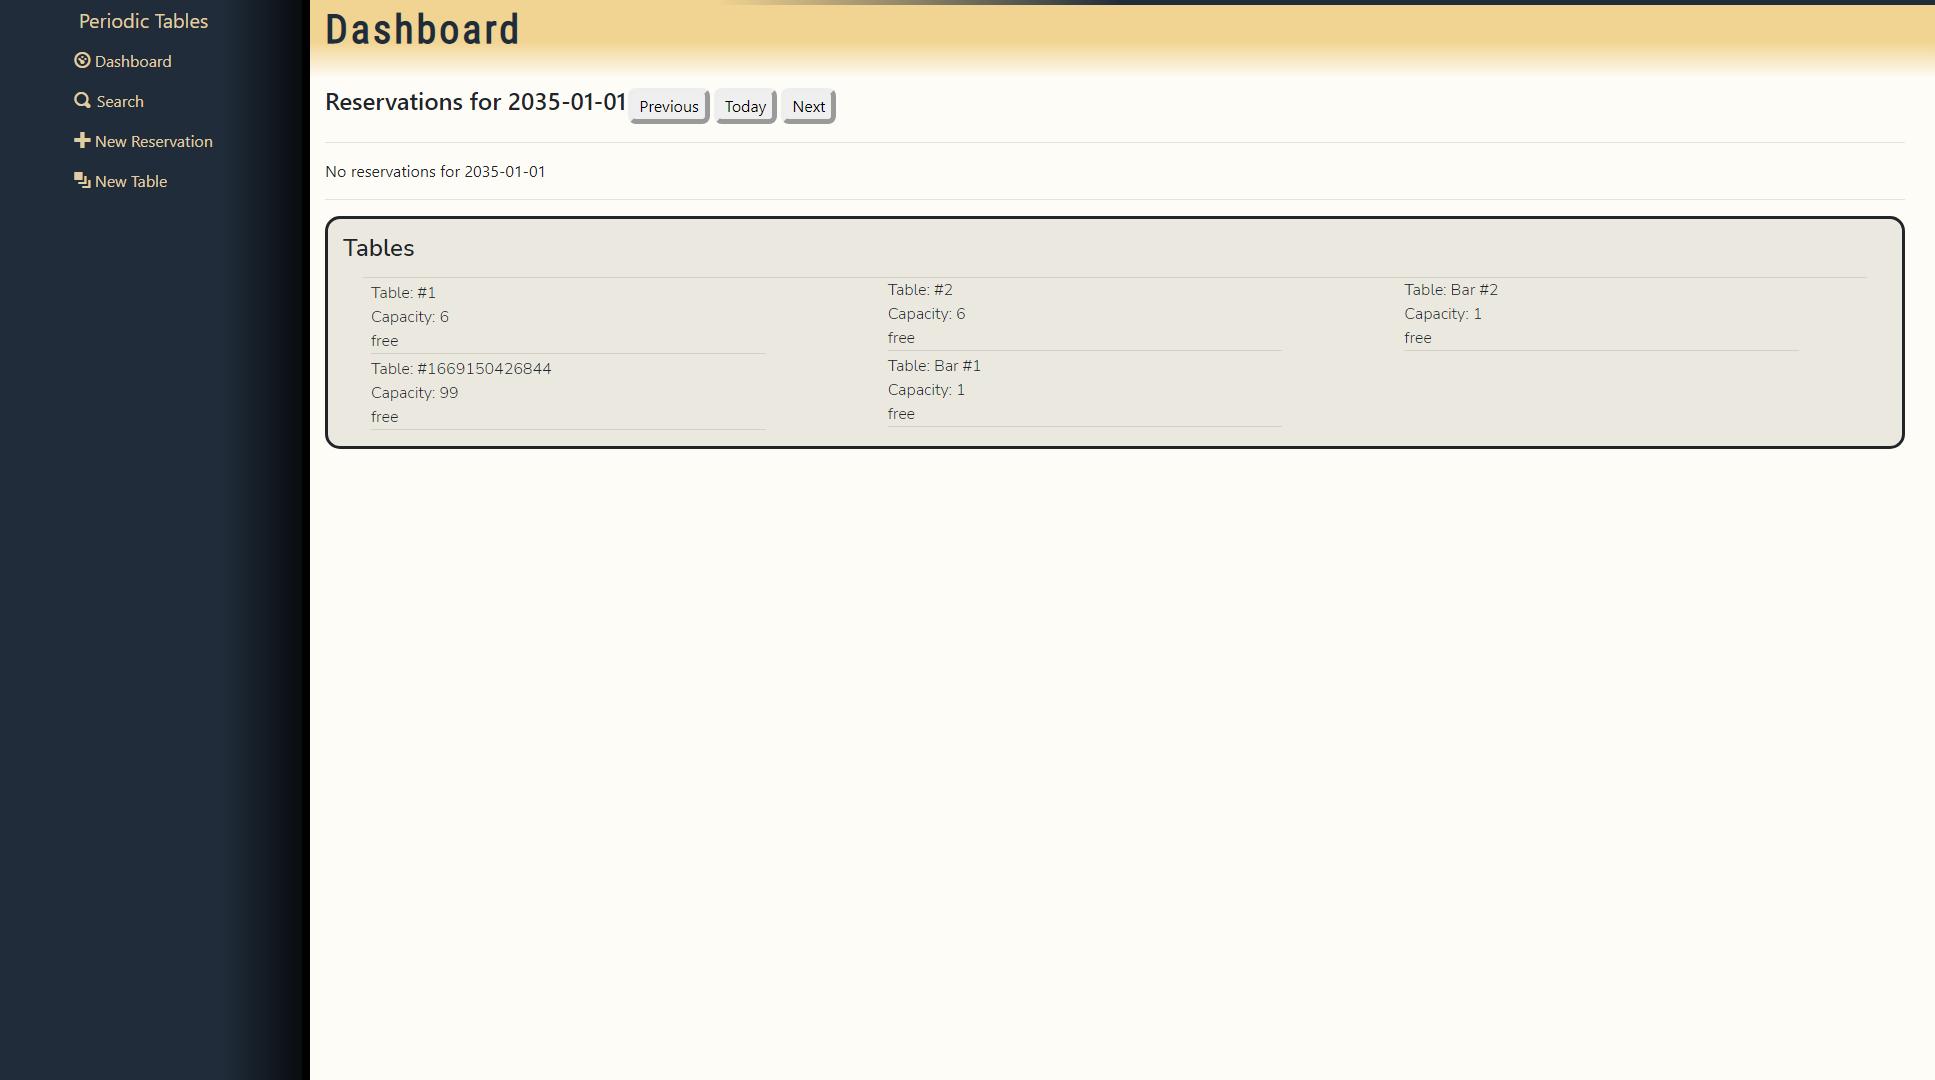 Periodic Tables
Dashboard
Search
New Reservation
New Table
Dashboard
Reservations for 2035-01-01
Previous
Today
Next
No reservations for 2035-01-01
Tables
Table: #1
Capacity: 6
free
Table: #1669150426844
Capacity: 99
free
Table: #2
Capacity: 6
free
Table: Bar #1
Capacity: 1
free
Table: Bar #2
Capacity: 1
free